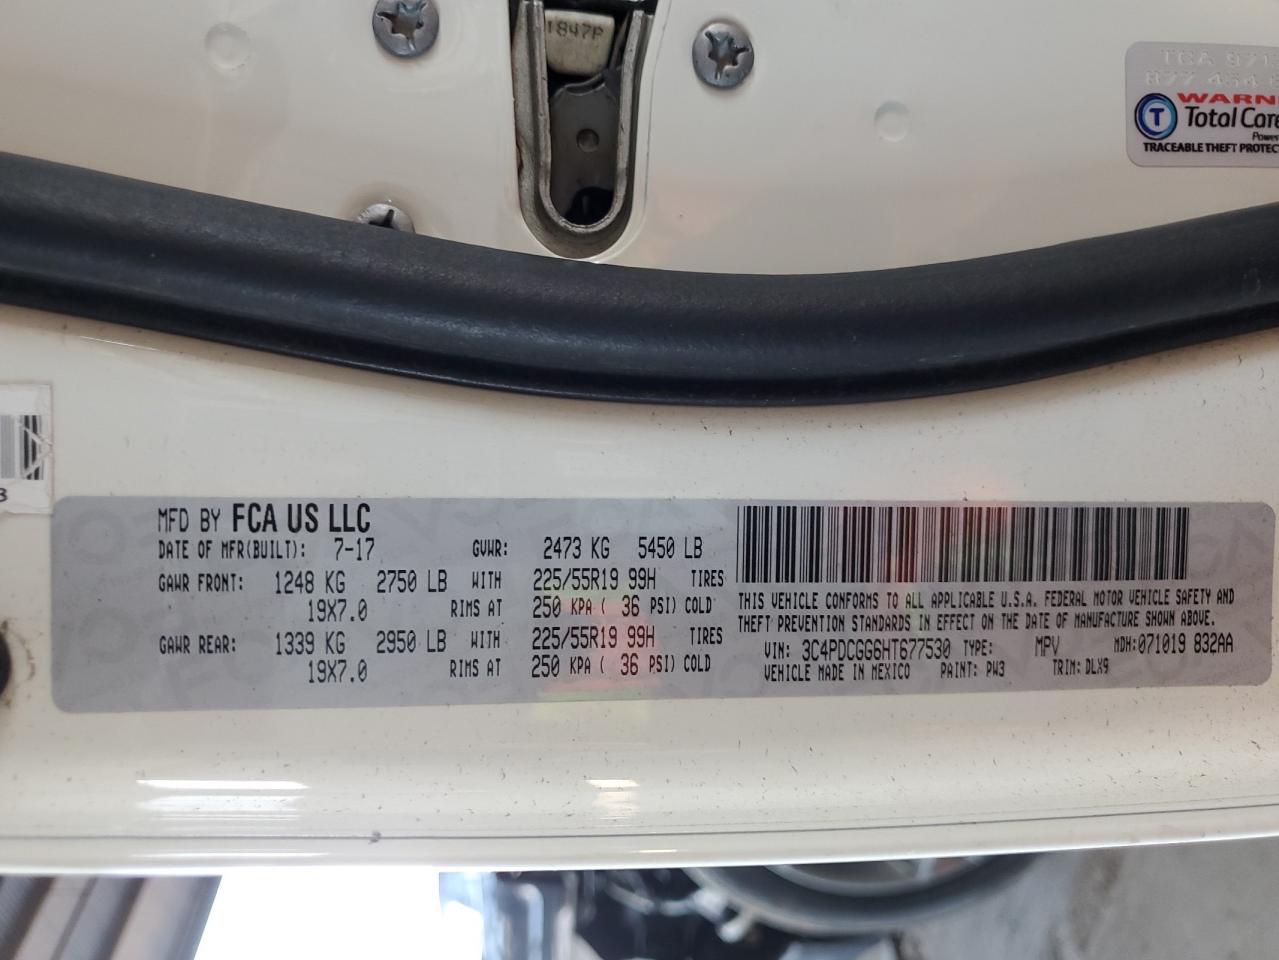 1847P
TCA
877 454
WARN
Total Care
TRACEABLE THEFT PROTEC
3
MFD BY FCA US LLC
DATE OF MFR(BUILT): 7-17 GVWR: 2473 KG 5450 LB
GAWR FRONT: 1248 KG 2750 LB WITH 225/55R19 99H TIRES
19X7.0 RIMS AT 250 KPA ( 36 PSI) COLD
GAWR REAR: 1339 KG 2950 LB WITH 225/55R19 99H TIRES
19X7.0 RIMS AT 250 KPA ( 36 PSI) COLD
THIS VEHICLE CONFORMS TO ALL APPLICABLE U.S.A. FEDERAL MOTOR VEHICLE SAFETY AND
THEFT PREVENTION STANDARDS IN EFFECT ON THE DATE OF MANUFACTURE SHOWN ABOVE.
VIN: 3C4PDCGG6HT677530 TYPE: MPV MDH:071019 832AA
VEHICLE MADE IN MEXICO PAINT: PW3 TRIM: DLX9